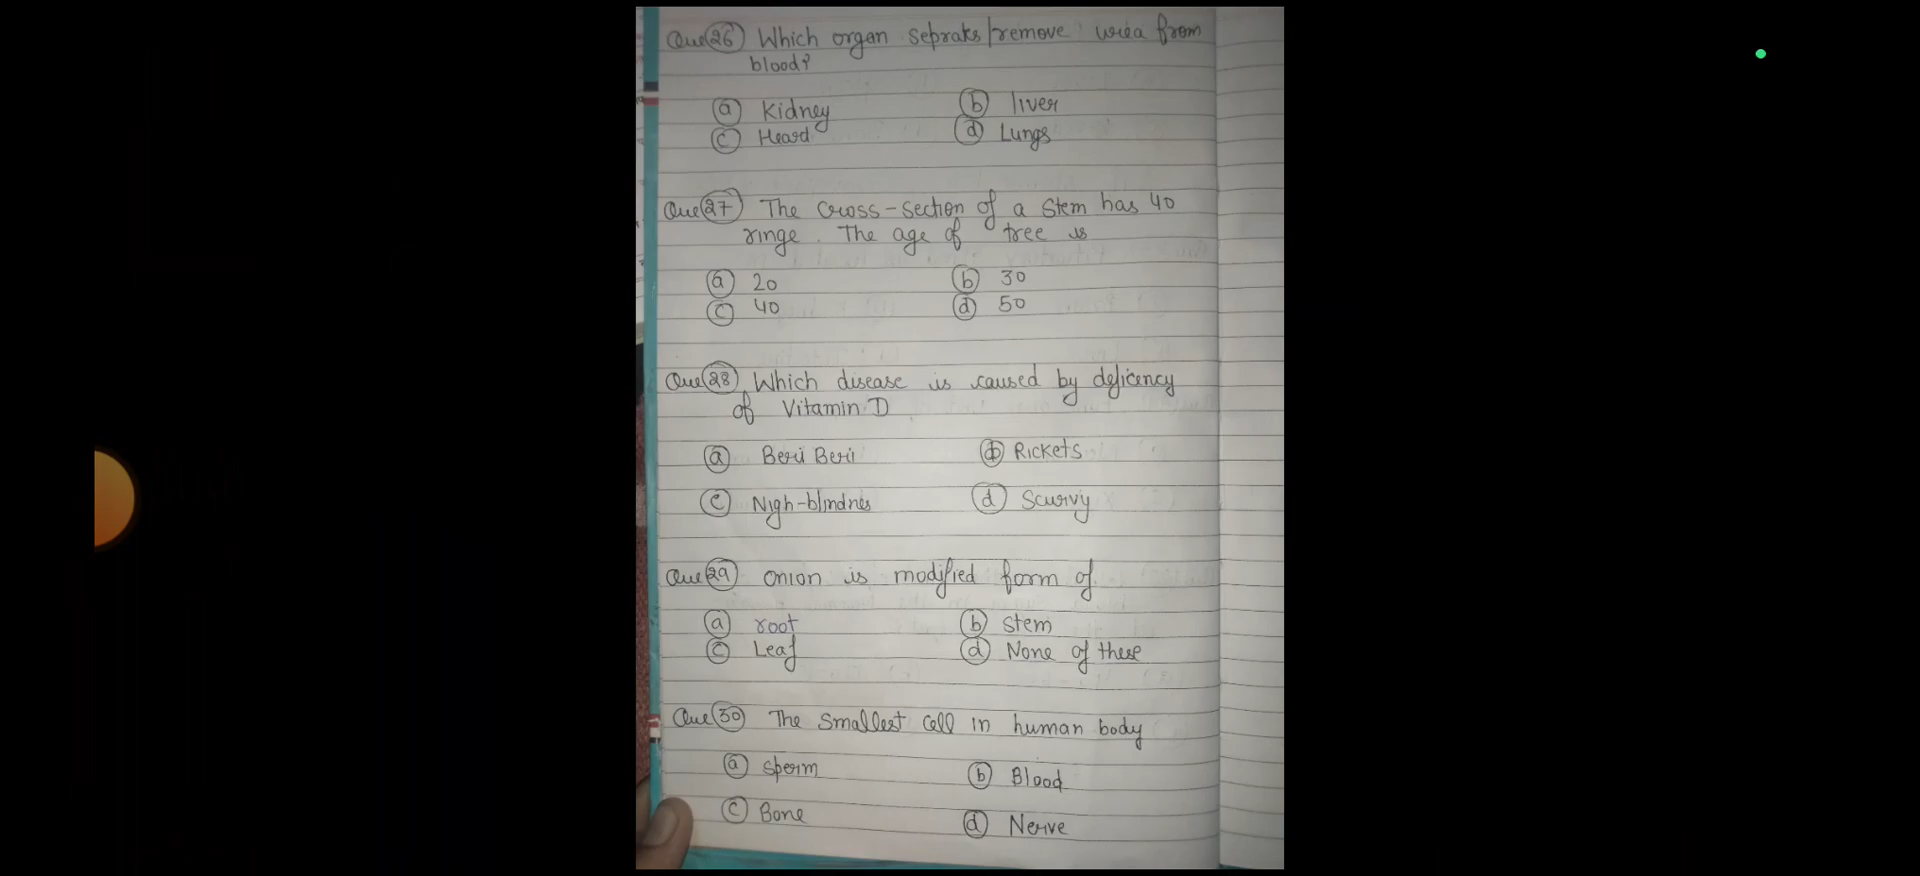 Que 26 Which organ sepraks/remove urea from
blood?
a Kidney b liver
c Heard d Lungs
Que 27 The cross-section of a stem has 40
ringe. The age of tree is
a 20 b 30
c 40 d 50
Que 28 Which disease is caused by deficency
of Vitamin D
a Beri Beri b Rickets
c Nigh-blindnes d Scurvy
Que 29 Onion is modified form of
a root b stem
c Leaf d None of these
Que 30 The smallest cell in human body
a sperm b Blood
c Bone d Nerve